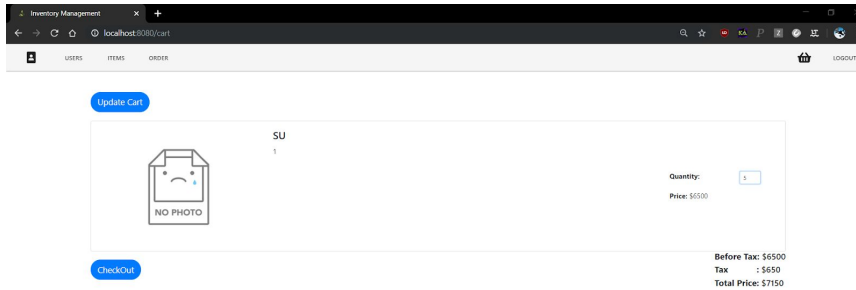 Inventory Management
localhost:8080/cart
USERS ITEMS ORDER LOGOUT
Update Cart
SU
1
NO PHOTO
Quantity: 5
Price: $6500
CheckOut
Before Tax: $6500
Tax : $650
Total Price: $7150